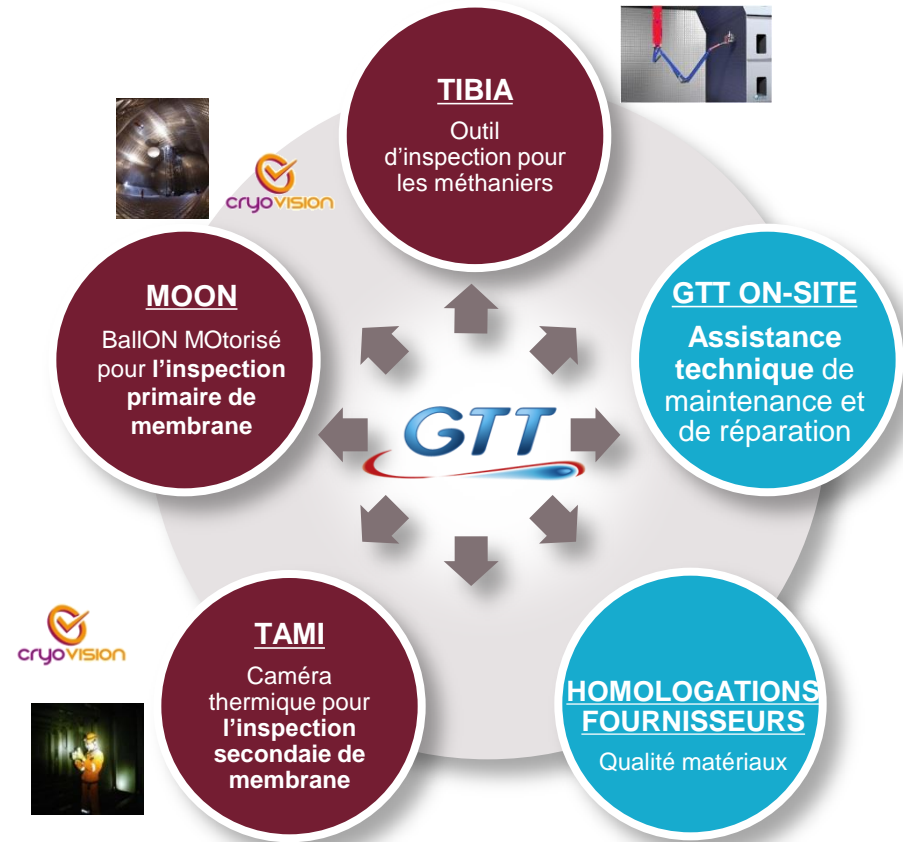 TIBIA
Outil
d'inspection pour
les méthaniers
cryovision
MOON
BallON MOtorisé
pour l'inspection
primaire de
membrane
GTT ON-SITE
Assistance
technique de
maintenance et
de réparation
GTT
cryovision
TAMI
Caméra
thermique pour
l'inspection
secondaie de
membrane
HOMOLOGATIONS
FOURNISSEURS
Qualité matériaux